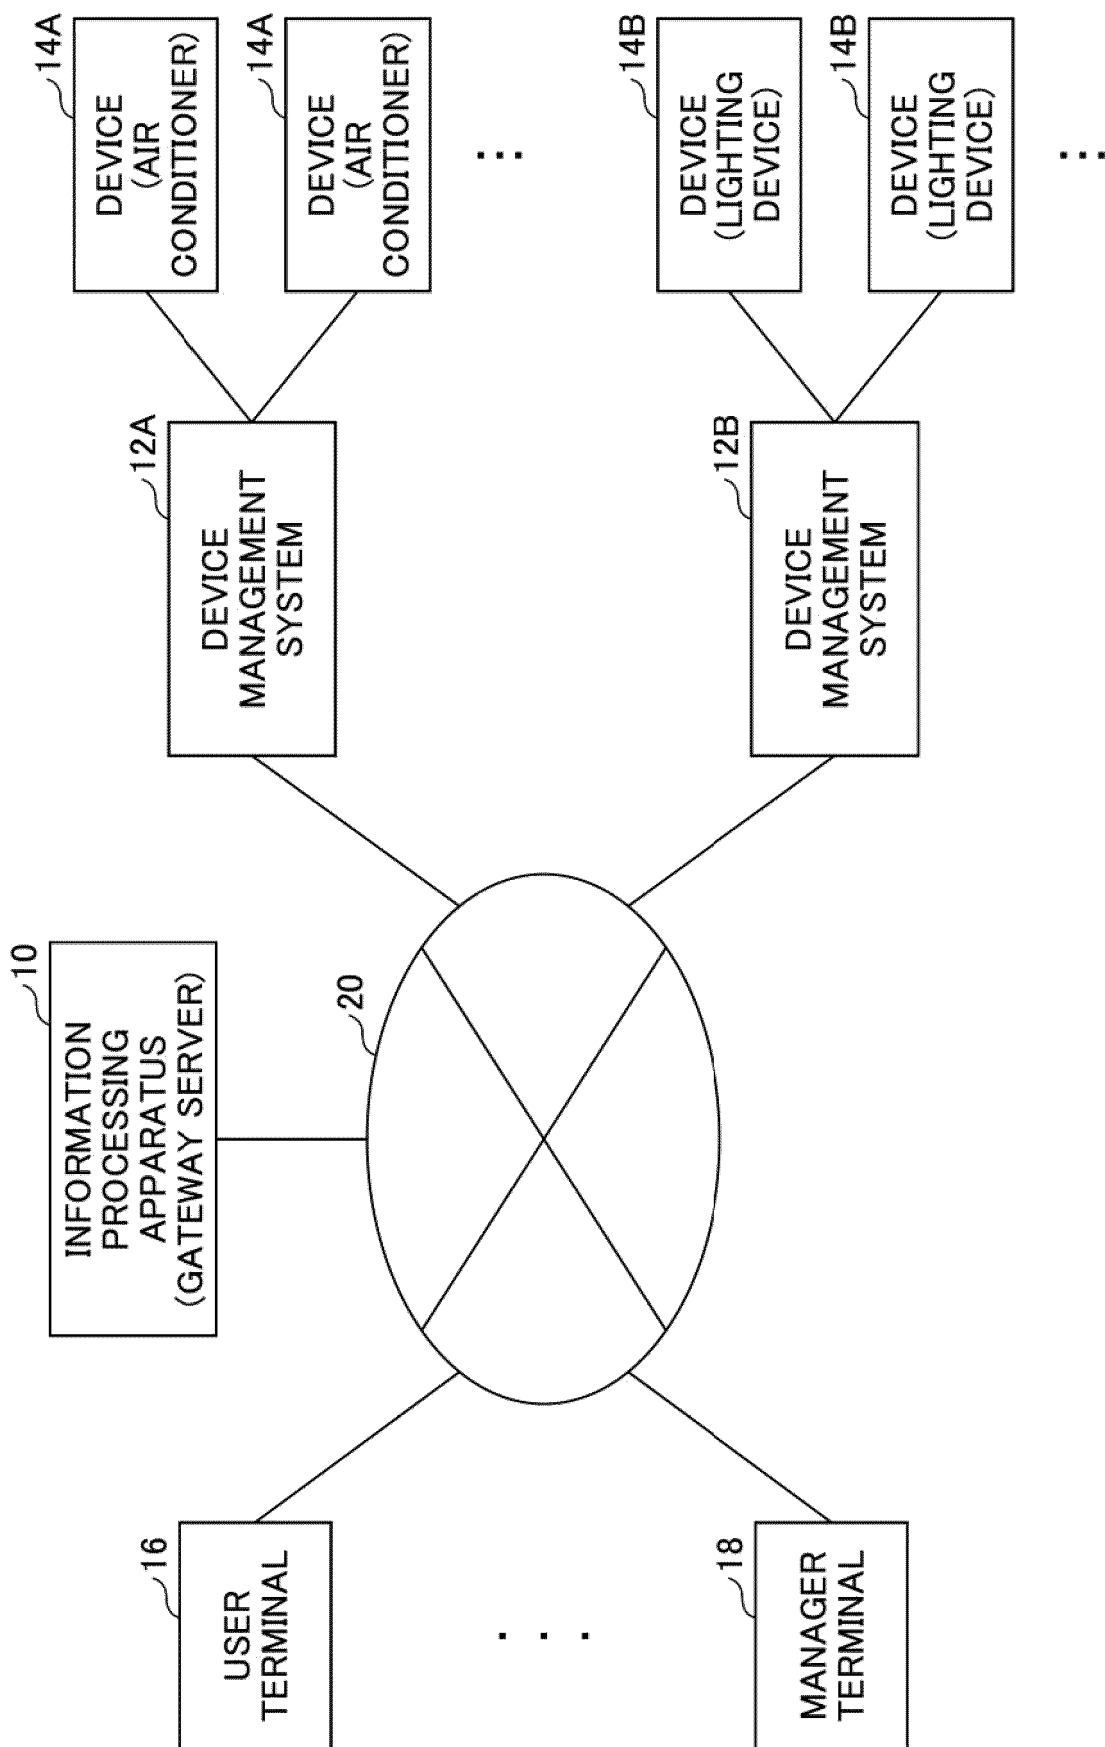 10
INFORMATION
PROCESSING
APPARATUS
(GATEWAY SERVER)
20
16
USER
TERMINAL
. . .
18
MANAGER
TERMINAL
12A
DEVICE
MANAGEMENT
SYSTEM
14A
DEVICE
(AIR
CONDITIONER)
14A
DEVICE
(AIR
CONDITIONER)
...
12B
DEVICE
MANAGEMENT
SYSTEM
14B
DEVICE
(LIGHTING
DEVICE)
14B
DEVICE
(LIGHTING
DEVICE)
...